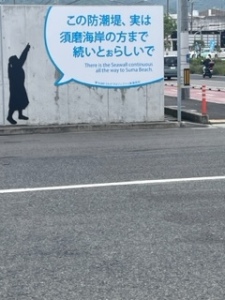 この防潮堤、実は
須磨海岸の方まで
続いとぉらしいで
There is the Seawall continuous
all the way to Suma Beach.